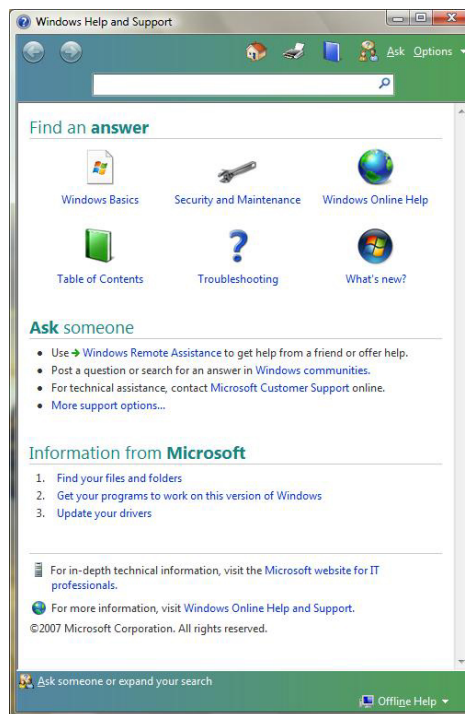 Windows Help and Support
Ask Options
Find an answer
Windows Basics Security and Maintenance Windows Online Help
Table of Contents Troubleshooting What's new?
Ask someone
Use Windows Remote Assistance to get help from a friend or offer help.
Post a question or search for an answer in Windows communities.
For technical assistance, contact Microsoft Customer Support online.
More support options...
Information from Microsoft
1. Find your files and folders
2. Get your programs to work on this version of Windows
3. Update your drivers
For in-depth technical information, visit the Microsoft website for IT
professionals.
For more information, visit Windows Online Help and Support.
©2007 Microsoft Corporation. All rights reserved.
Ask someone or expand your search
Offline Help